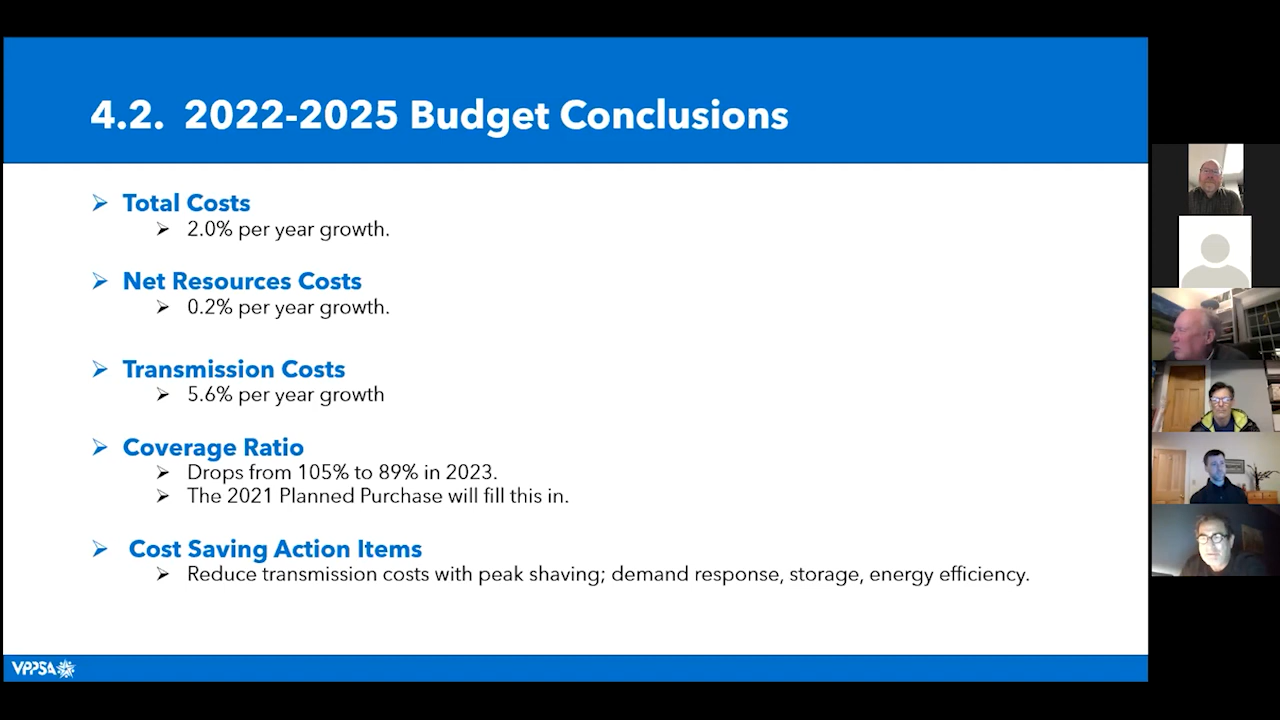 4.2. 2022-2025 Budget Conclusions
Total Costs
2.0% per year growth.
Net Resources Costs
0.2% per year growth.
Transmission Costs
5.6% per year growth
Coverage Ratio
Drops from 105% to 89% in 2023.
The 2021 Planned Purchase will fill this in.
Cost Saving Action Items
Reduce transmission costs with peak shaving; demand response, storage, energy efficiency.
VPPSA